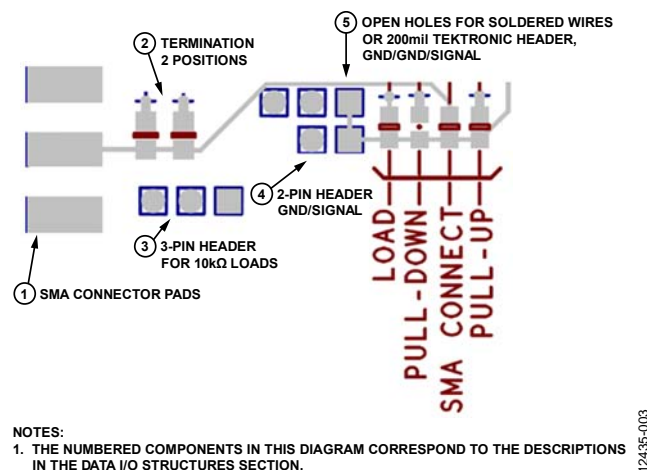 5 OPEN HOLES FOR SOLDERED WIRES
OR 200mil TEKTRONIC HEADER,
GND/GND/SIGNAL
2 TERMINATION
2 POSITIONS
4 2-PIN HEADER
GND/SIGNAL
3 3-PIN HEADER
FOR 10kΩ LOADS
1 SMA CONNECTOR PADS
LOAD
PULL-DOWN
SMA CONNECT
PULL-UP
NOTES:
1. THE NUMBERED COMPONENTS IN THIS DIAGRAM CORRESPOND TO THE DESCRIPTIONS
IN THE DATA I/O STRUCTURES SECTION.
12435-003